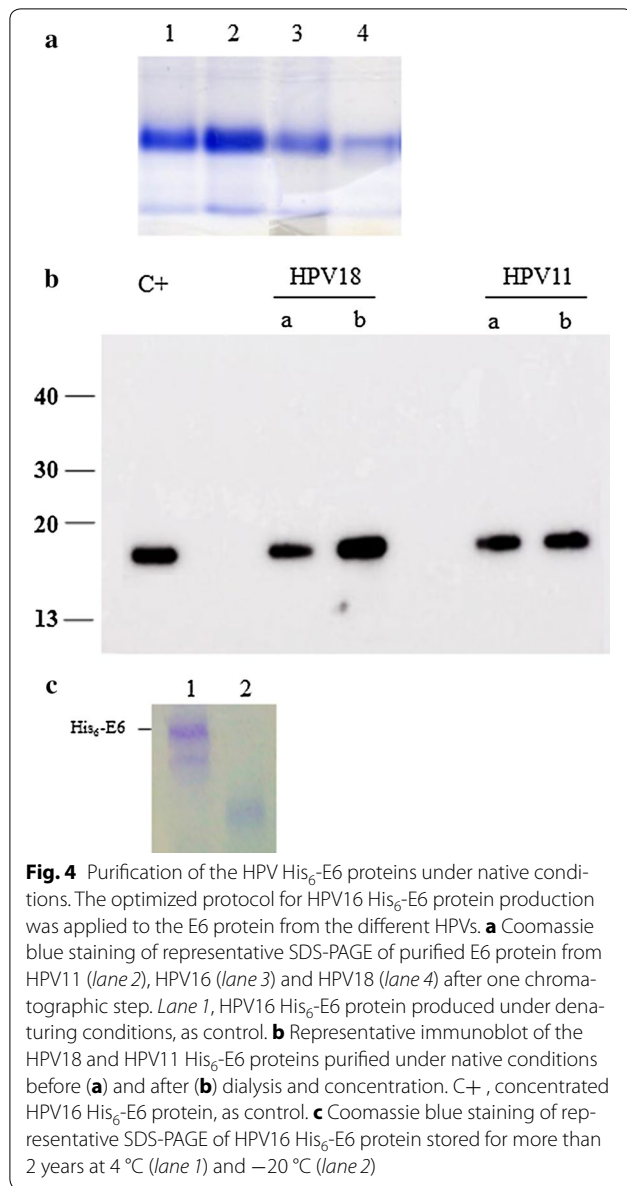 a
1 2 3 4
b
C+ HPV18 HPV11
a b a b
40
30
20
13
c
1 2
His₆-E6
Fig. 4 Purification of the HPV His₆-E6 proteins under native condi-
tions. The optimized protocol for HPV16 His₆-E6 protein production
was applied to the E6 protein from the different HPVs. a Coomassie
blue staining of representative SDS-PAGE of purified E6 protein from
HPV11 (lane 2), HPV16 (lane 3) and HPV18 (lane 4) after one chroma-
tographic step. Lane 1, HPV16 His₆-E6 protein produced under dena-
turing conditions, as control. b Representative immunoblot of the
HPV18 and HPV11 His₆-E6 proteins purified under native conditions
before (a) and after (b) dialysis and concentration. C+ , concentrated
HPV16 His₆-E6 protein, as control. c Coomassie blue staining of rep-
resentative SDS-PAGE of HPV16 His₆-E6 protein stored for more than
2 years at 4 °C (lane 1) and −20 °C (lane 2)